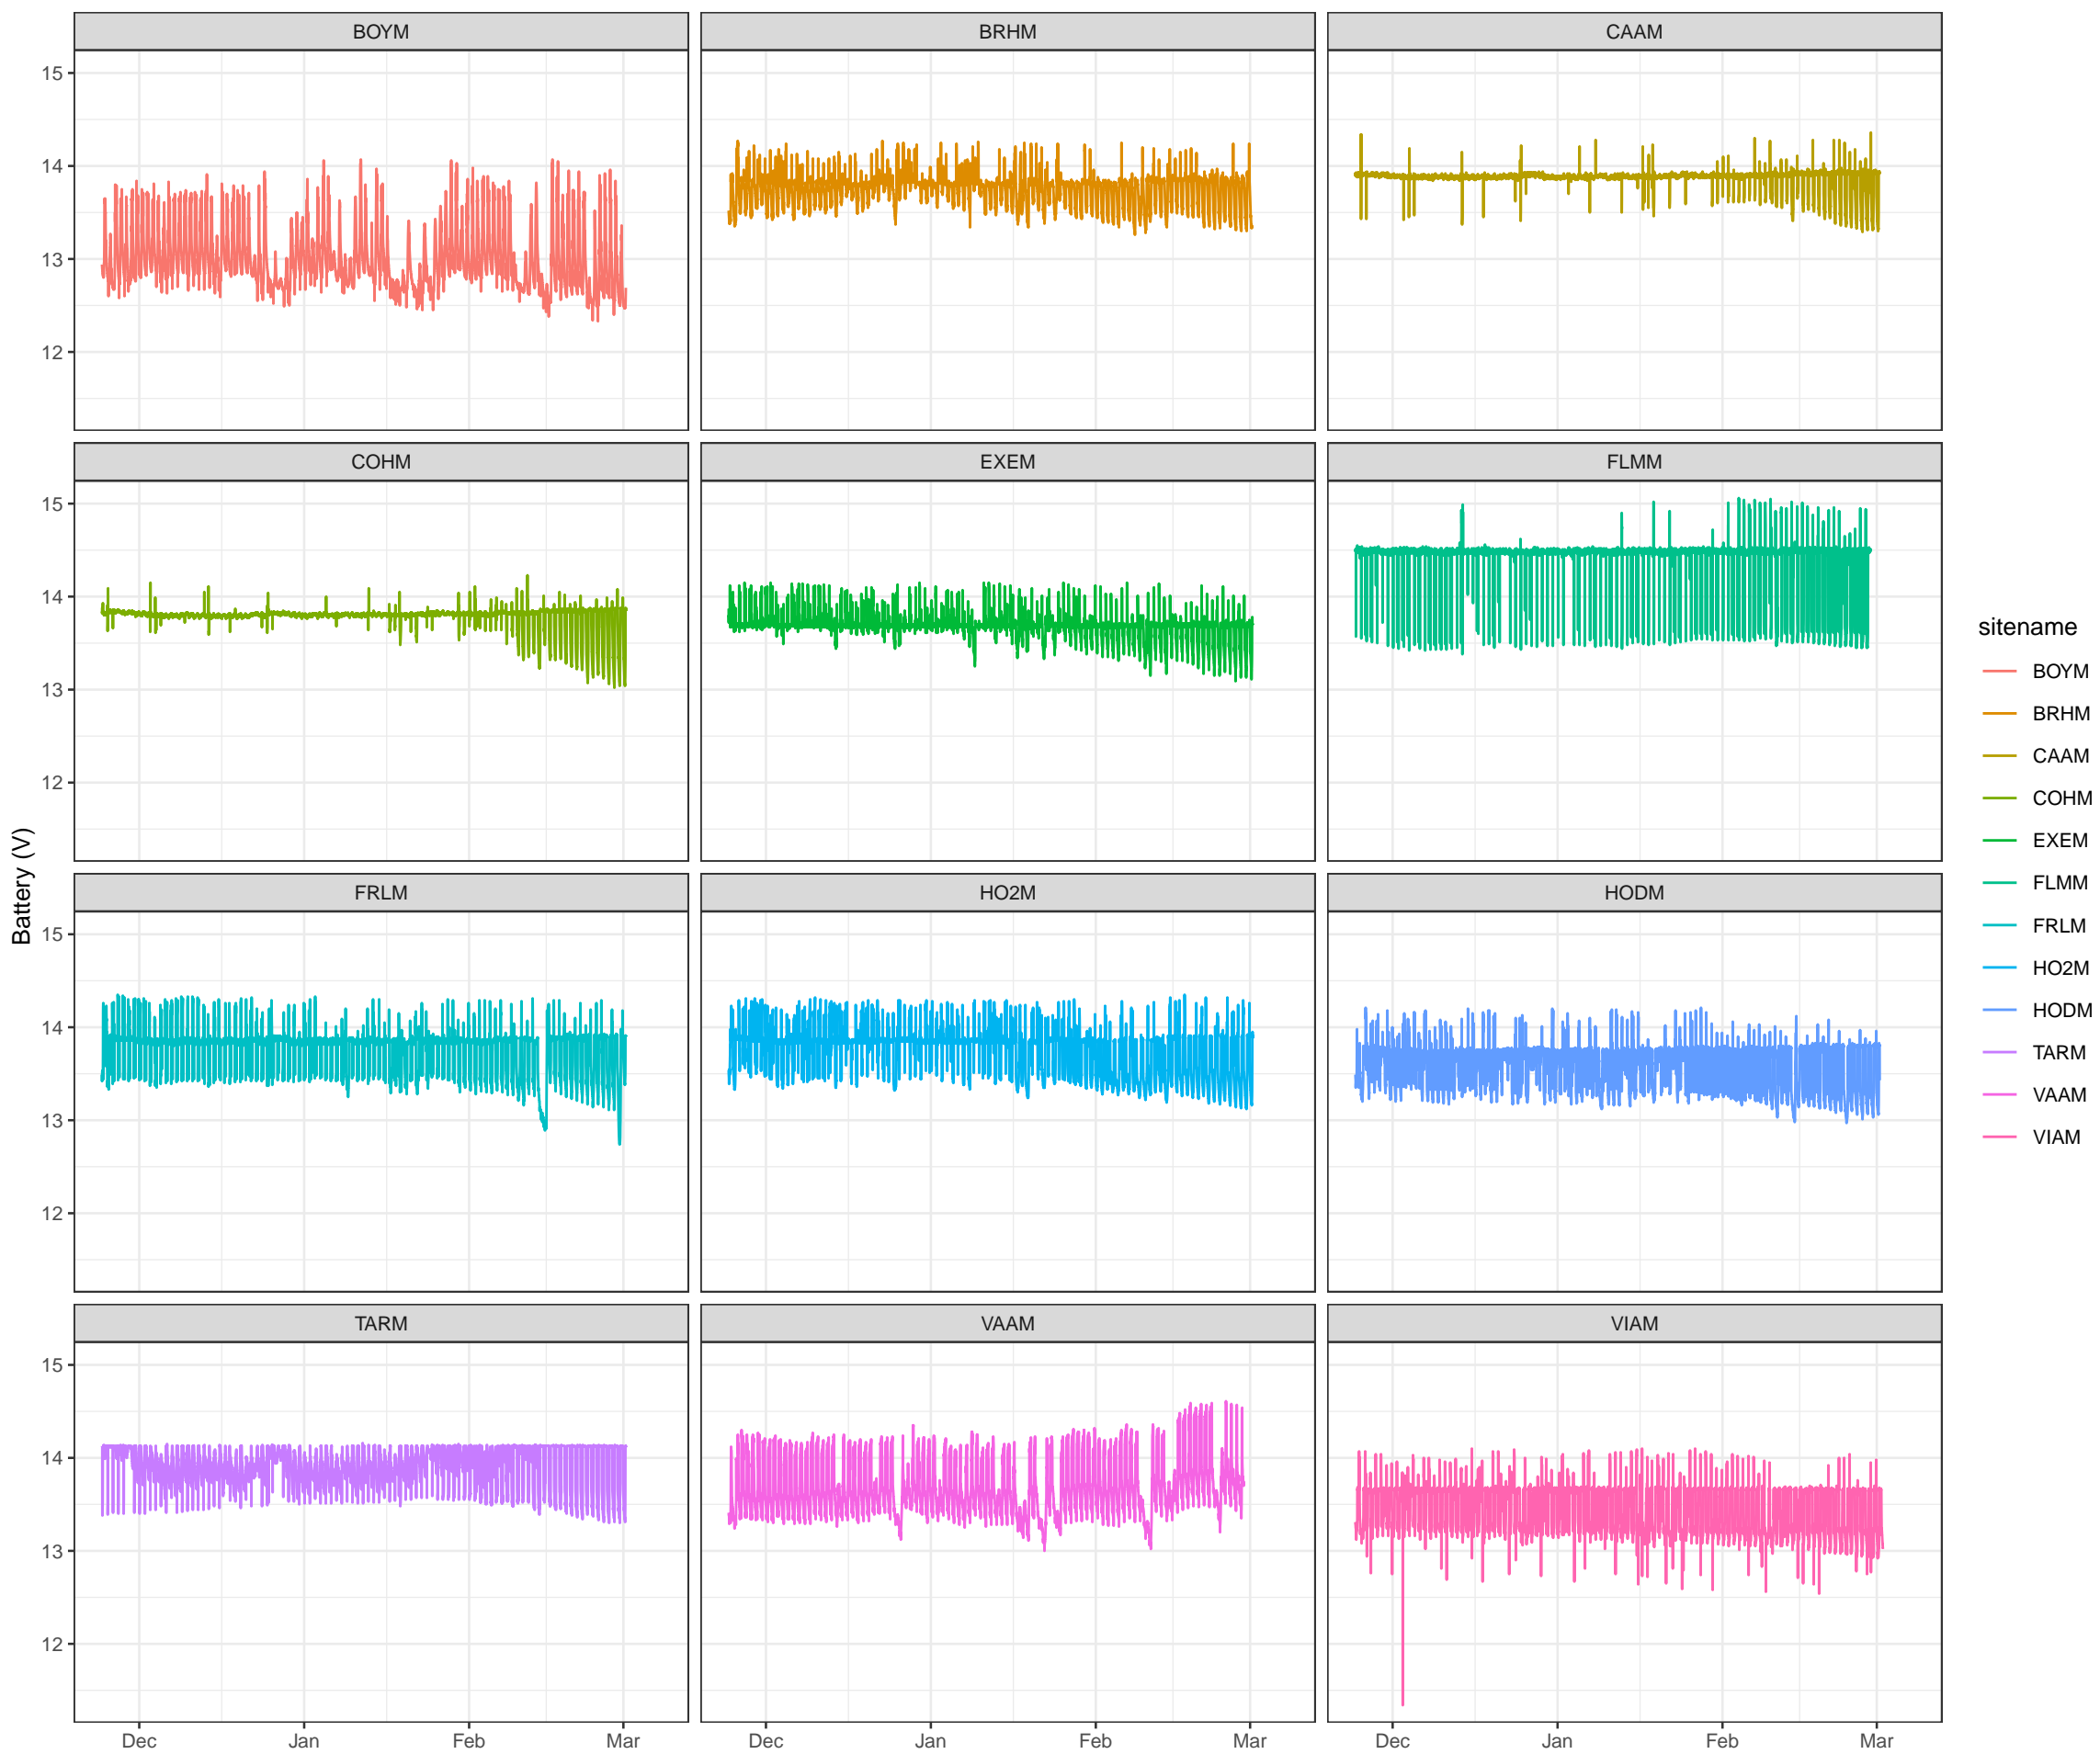 BOYM BRHM CAAM
15
14
13
12
COHM EXEM FLMM
15
14
13
12
FRLM HO2M HODM
15
14
13
12
TARM VAAM VIAM
15
14
13
12
Dec Jan Feb Mar Dec Jan Feb Mar Dec Jan Feb Mar
Battery (V)
sitename
BOYM
BRHM
CAAM
COHM
EXEM
FLMM
FRLM
HO2M
HODM
TARM
VAAM
VIAM